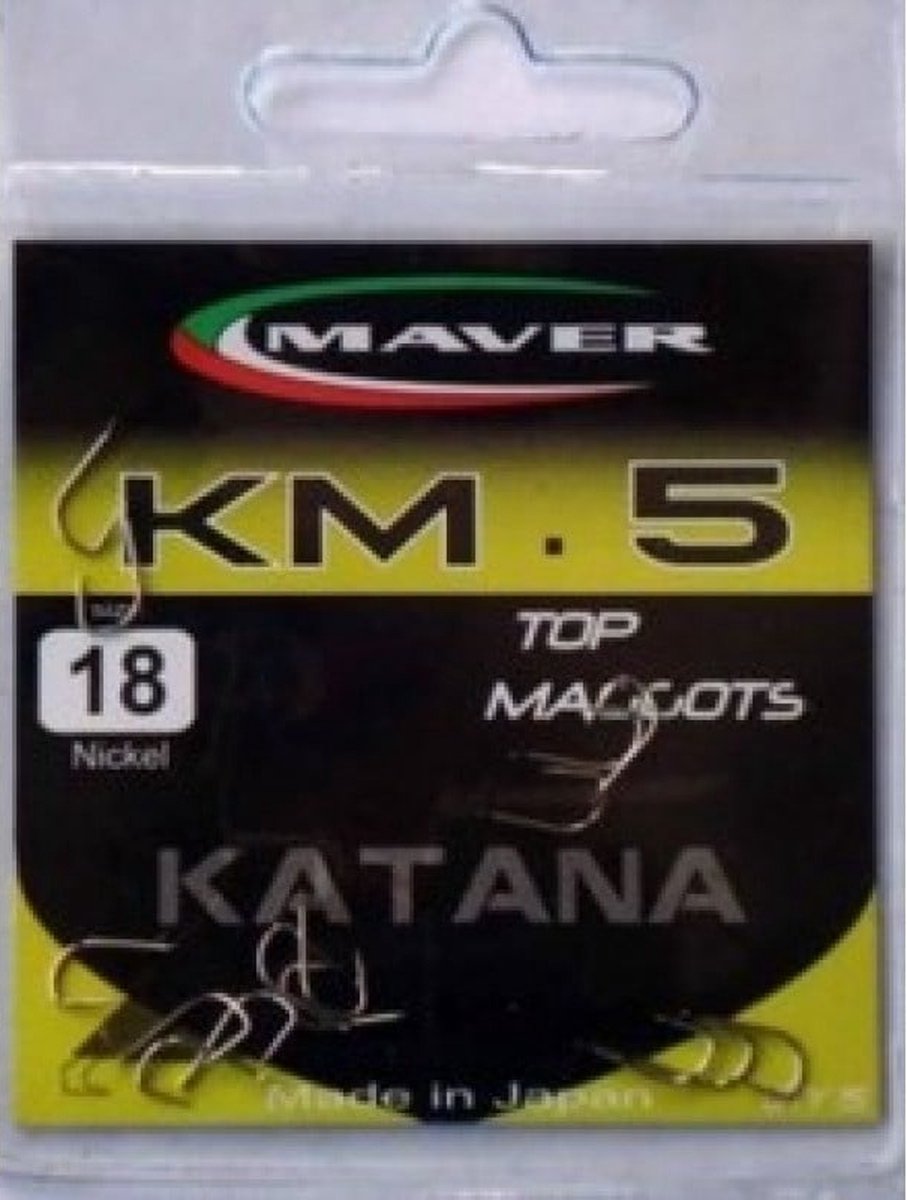 MAVER
KM.5
TOP
MAGGOTS
18
Nickel
KATANA
Made in Japan